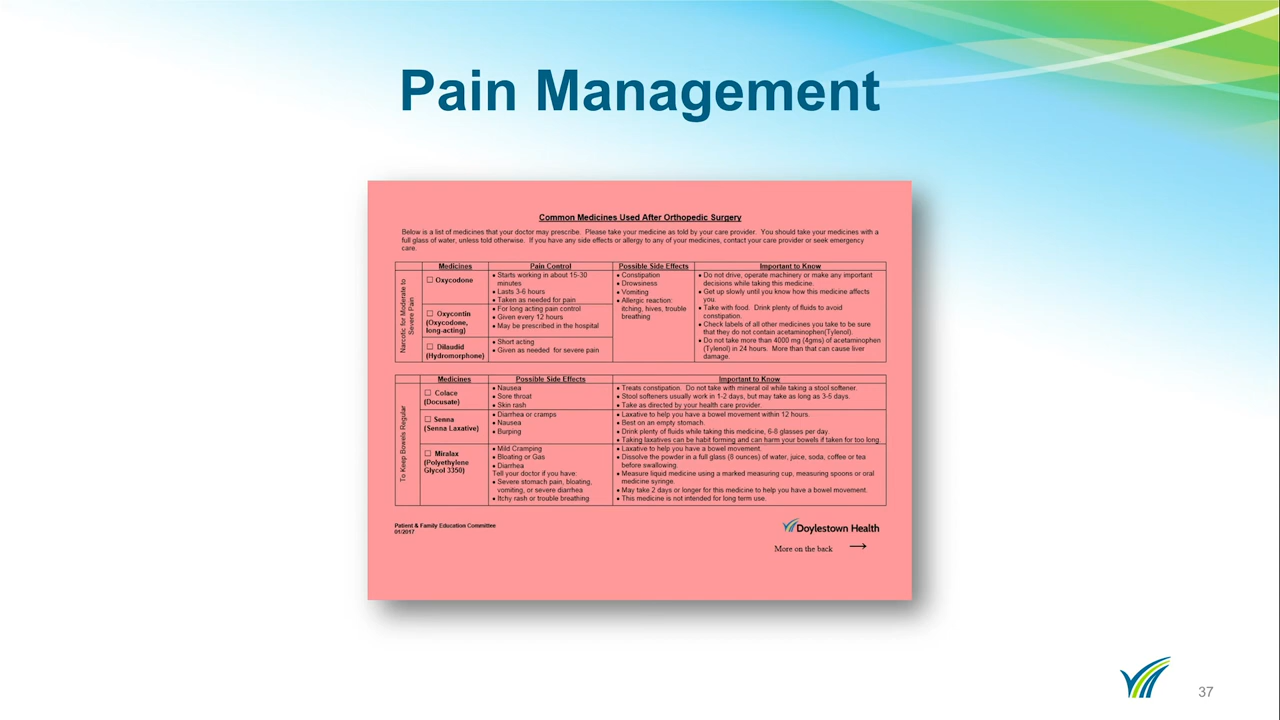 Pain Management
Common Medicines Used After Orthopedic Surgery
Below is a list of medicines that your doctor may prescribe. Please take your medicine as told by your care provider. You should take your medicines with a
full glass of water, unless told otherwise. If you have any side effects or allergy to any of your medicines, contact your care provider or seek emergency
care.
Narcotic for Moderate to
Severe Pain
Medicines
Pain Control
Possible Side Effects
Important to Know
☐ Oxycodone
• Starts working in about 15-30
minutes
• Lasts 3-6 hours
• Taken as needed for pain
☐ Oxycontin
(Oxycodone,
long-acting)
• For long acting pain control
• Given every 12 hours
• May be prescribed in the hospital
☐ Dilaudid
(Hydromorphone)
• Short acting
• Given as needed for severe pain
• Constipation
• Drowsiness
• Vomiting
• Allergic reaction:
itching, hives, trouble
breathing
• Do not drive, operate machinery or make any important
decisions while taking this medicine.
• Get up slowly until you know how this medicine affects
you.
• Take with food. Drink plenty of fluids to avoid
constipation.
• Check labels of all other medicines you take to be sure
that they do not contain acetaminophen(Tylenol).
• Do not take more than 4000 mg (4gms) of acetaminophen
(Tylenol) in 24 hours. More than that can cause liver
damage.
To Keep Bowels Regular
Medicines
Possible Side Effects
Important to Know
☐ Colace
(Docusate)
• Nausea
• Sore throat
• Skin rash
• Treats constipation. Do not take with mineral oil while taking a stool softener.
• Stool softeners usually work in 1-2 days, but may take as long as 3-5 days.
• Take as directed by your health care provider.
☐ Senna
(Senna Laxative)
• Diarrhea or cramps
• Nausea
• Burping
• Laxative to help you have a bowel movement within 12 hours.
• Best on an empty stomach.
• Drink plenty of fluids while taking this medicine, 6-8 glasses per day.
• Taking laxatives can be habit forming and can harm your bowels if taken for too long.
☐ Miralax
(Polyethylene
Glycol 3350)
• Mild Cramping
• Bloating or Gas
• Diarrhea
Tell your doctor if you have:
• Severe stomach pain, bloating,
vomiting, or severe diarrhea
• Itchy rash or trouble breathing
• Laxative to help you have a bowel movement.
• Dissolve the powder in a full glass (8 ounces) of water, juice, soda, coffee or tea
before swallowing.
• Measure liquid medicine using a marked measuring cup, measuring spoons or oral
medicine syringe.
• May take 2 days or longer for this medicine to help you have a bowel movement.
• This medicine is not intended for long term use.
Patient & Family Education Committee
01/2017
Doylestown Health
More on the back →
37